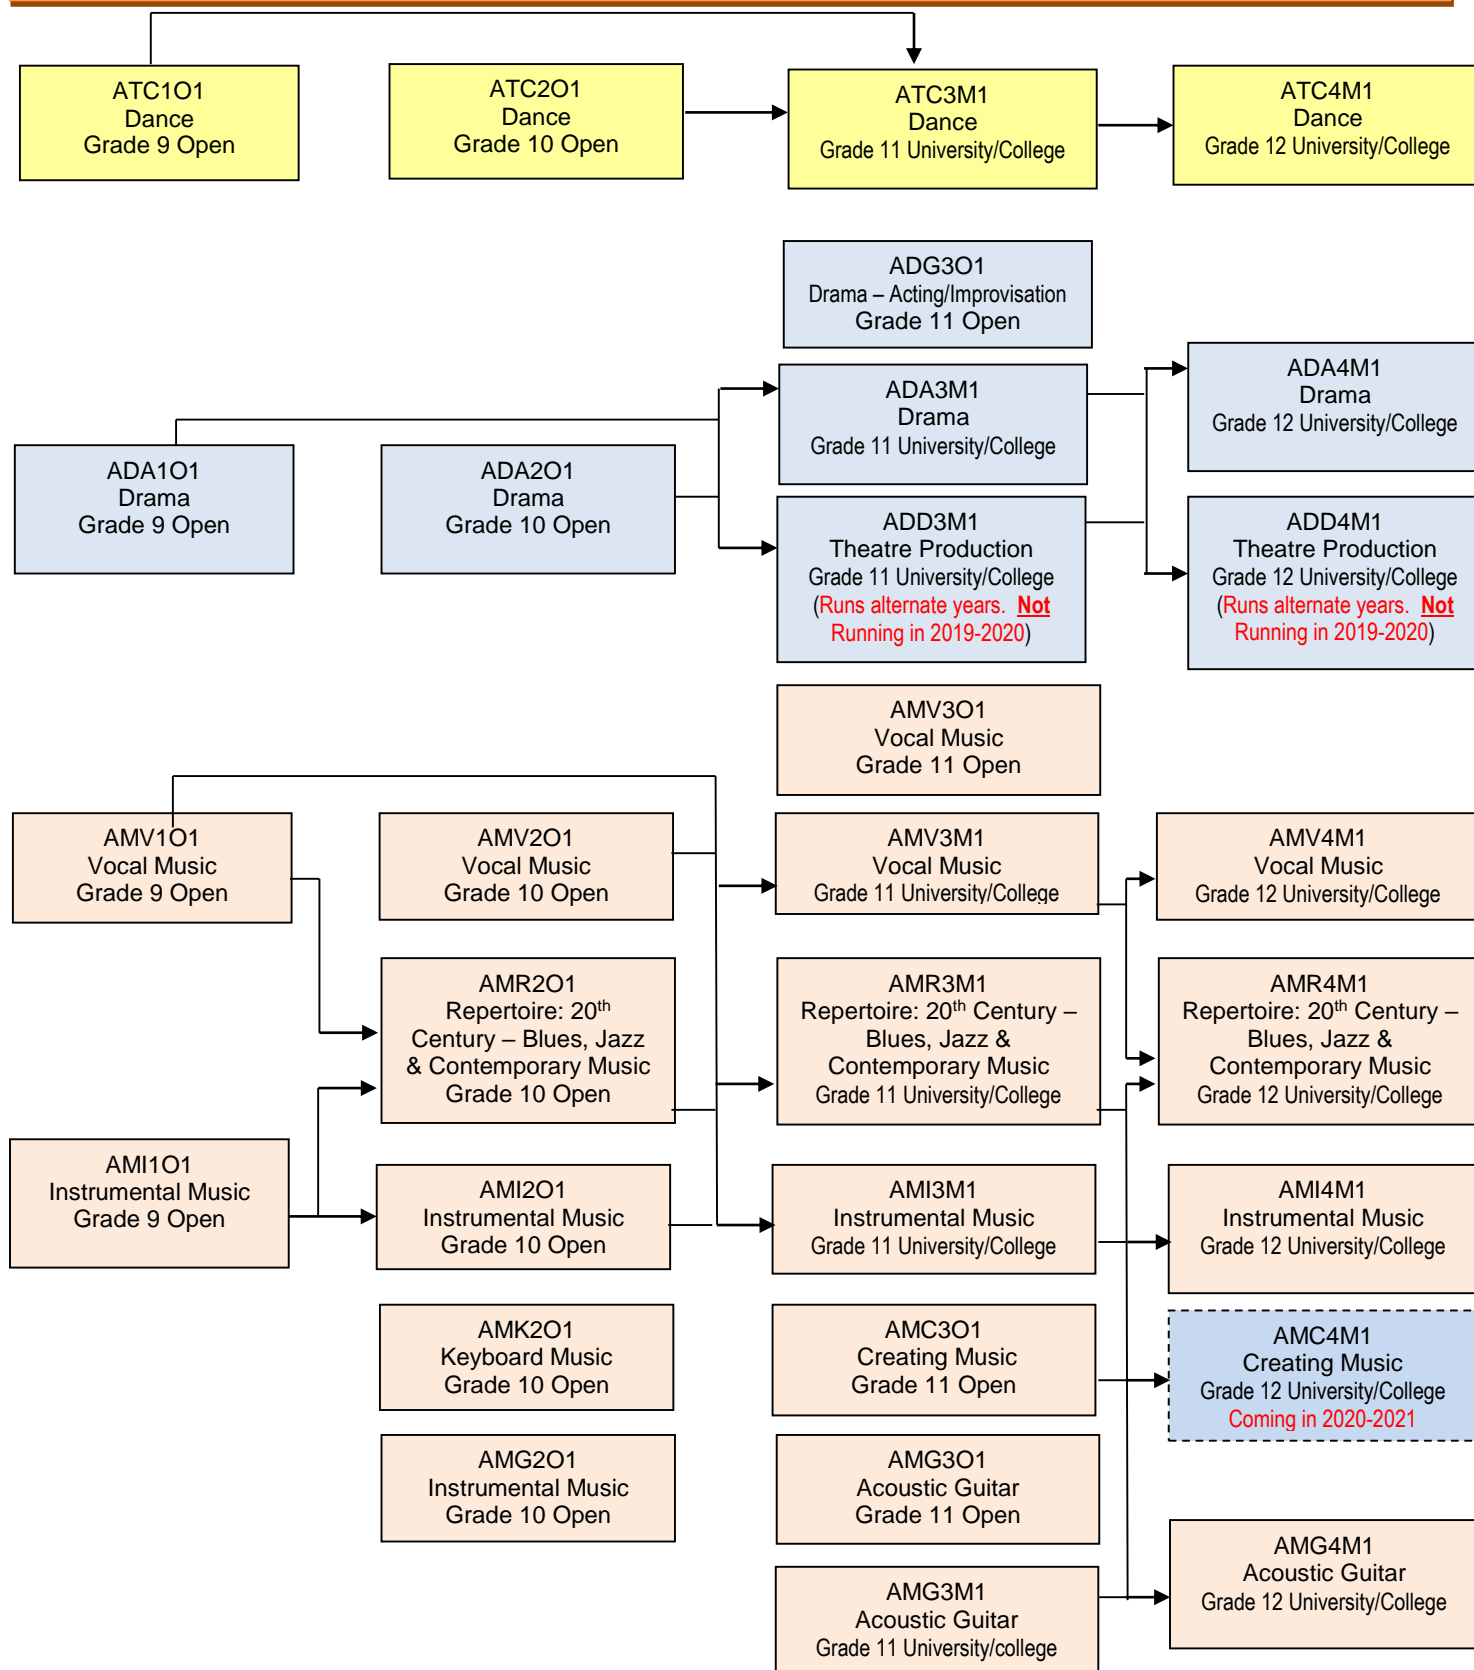 ATC1O1
Dance
Grade 9 Open
ATC2O1
Dance
Grade 10 Open
ATC3M1
Dance
Grade 11 University/College
ATC4M1
Dance
Grade 12 University/College
ADG3O1
Drama – Acting/Improvisation
Grade 11 Open
ADA1O1
Drama
Grade 9 Open
ADA2O1
Drama
Grade 10 Open
ADA3M1
Drama
Grade 11 University/College
ADA4M1
Drama
Grade 12 University/College
ADD3M1
Theatre Production
Grade 11 University/College
(Runs alternate years. Not
Running in 2019-2020)
ADD4M1
Theatre Production
Grade 12 University/College
(Runs alternate years. Not
Running in 2019-2020)
AMV3O1
Vocal Music
Grade 11 Open
AMV1O1
Vocal Music
Grade 9 Open
AMV2O1
Vocal Music
Grade 10 Open
AMV3M1
Vocal Music
Grade 11 University/College
AMV4M1
Vocal Music
Grade 12 University/College
AMR2O1
Repertoire: 20th
Century – Blues, Jazz
& Contemporary Music
Grade 10 Open
AMR3M1
Repertoire: 20th Century –
Blues, Jazz &
Contemporary Music
Grade 11 University/College
AMR4M1
Repertoire: 20th Century –
Blues, Jazz &
Contemporary Music
Grade 12 University/College
AMI1O1
Instrumental Music
Grade 9 Open
AMI2O1
Instrumental Music
Grade 10 Open
AMI3M1
Instrumental Music
Grade 11 University/College
AMI4M1
Instrumental Music
Grade 12 University/College
AMK2O1
Keyboard Music
Grade 10 Open
AMC3O1
Creating Music
Grade 11 Open
AMC4M1
Creating Music
Grade 12 University/College
Coming in 2020-2021
AMG2O1
Instrumental Music
Grade 10 Open
AMG3O1
Acoustic Guitar
Grade 11 Open
AMG3M1
Acoustic Guitar
Grade 11 University/college
AMG4M1
Acoustic Guitar
Grade 12 University/College